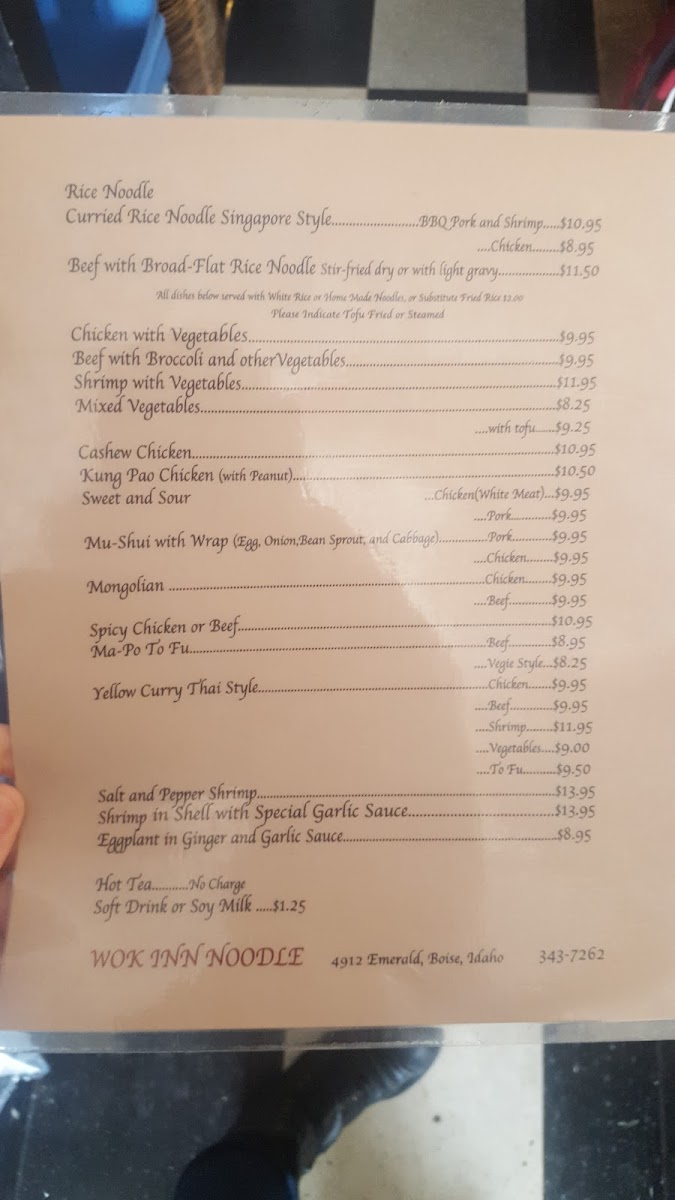 Rice Noodle
Curried Rice Noodle Singapore Style..........................BBQ Pork and Shrimp.....$10.95
....Chicken........$8.95
Beef with Broad-Flat Rice Noodle Stir-fried dry or with light gravy.................$11.50
All dishes below served with White Rice or Home Made Noodles, or Substitute Fried Rice $2.00
Please Indicate Tofu Fried or Steamed
Chicken with Vegetables..........................................................$9.95
Beef with Broccoli and otherVegetables..........................................$9.95
Shrimp with Vegetables..........................................................$11.95
Mixed Vegetables..........................................................$8.25
....with tofu......$9.25
Cashew Chicken..........................................................$10.95
Kung Pao Chicken (with Peanut)..........................................$10.50
Sweet and Sour ...Chicken(White Meat)...$9.95
....Pork............$9.95
Mu-Shui with Wrap (Egg, Onion,Bean Sprout, and Cabbage)...............Pork...........$9.95
....Chicken........$9.95
Mongolian ..........................................................Chicken........$9.95
....Beef.............$9.95
Spicy Chicken or Beef..........................................................$10.95
Ma-Po To Fu..........................................................Beef.............$8.95
....Vegie Style...$8.25
Yellow Curry Thai Style..........................................Chicken.......$9.95
....Beef.............$9.95
....Shrimp........$11.95
....Vegetables....$9.00
....To Fu..........$9.50
Salt and Pepper Shrimp..........................................................$13.95
Shrimp in Shell with Special Garlic Sauce..........................................$13.95
Eggplant in Ginger and Garlic Sauce..........................................$8.95
Hot Tea...........No Charge
Soft Drink or Soy Milk .....$1.25
WOK INN NOODLE 4912 Emerald, Boise, Idaho 343-7262